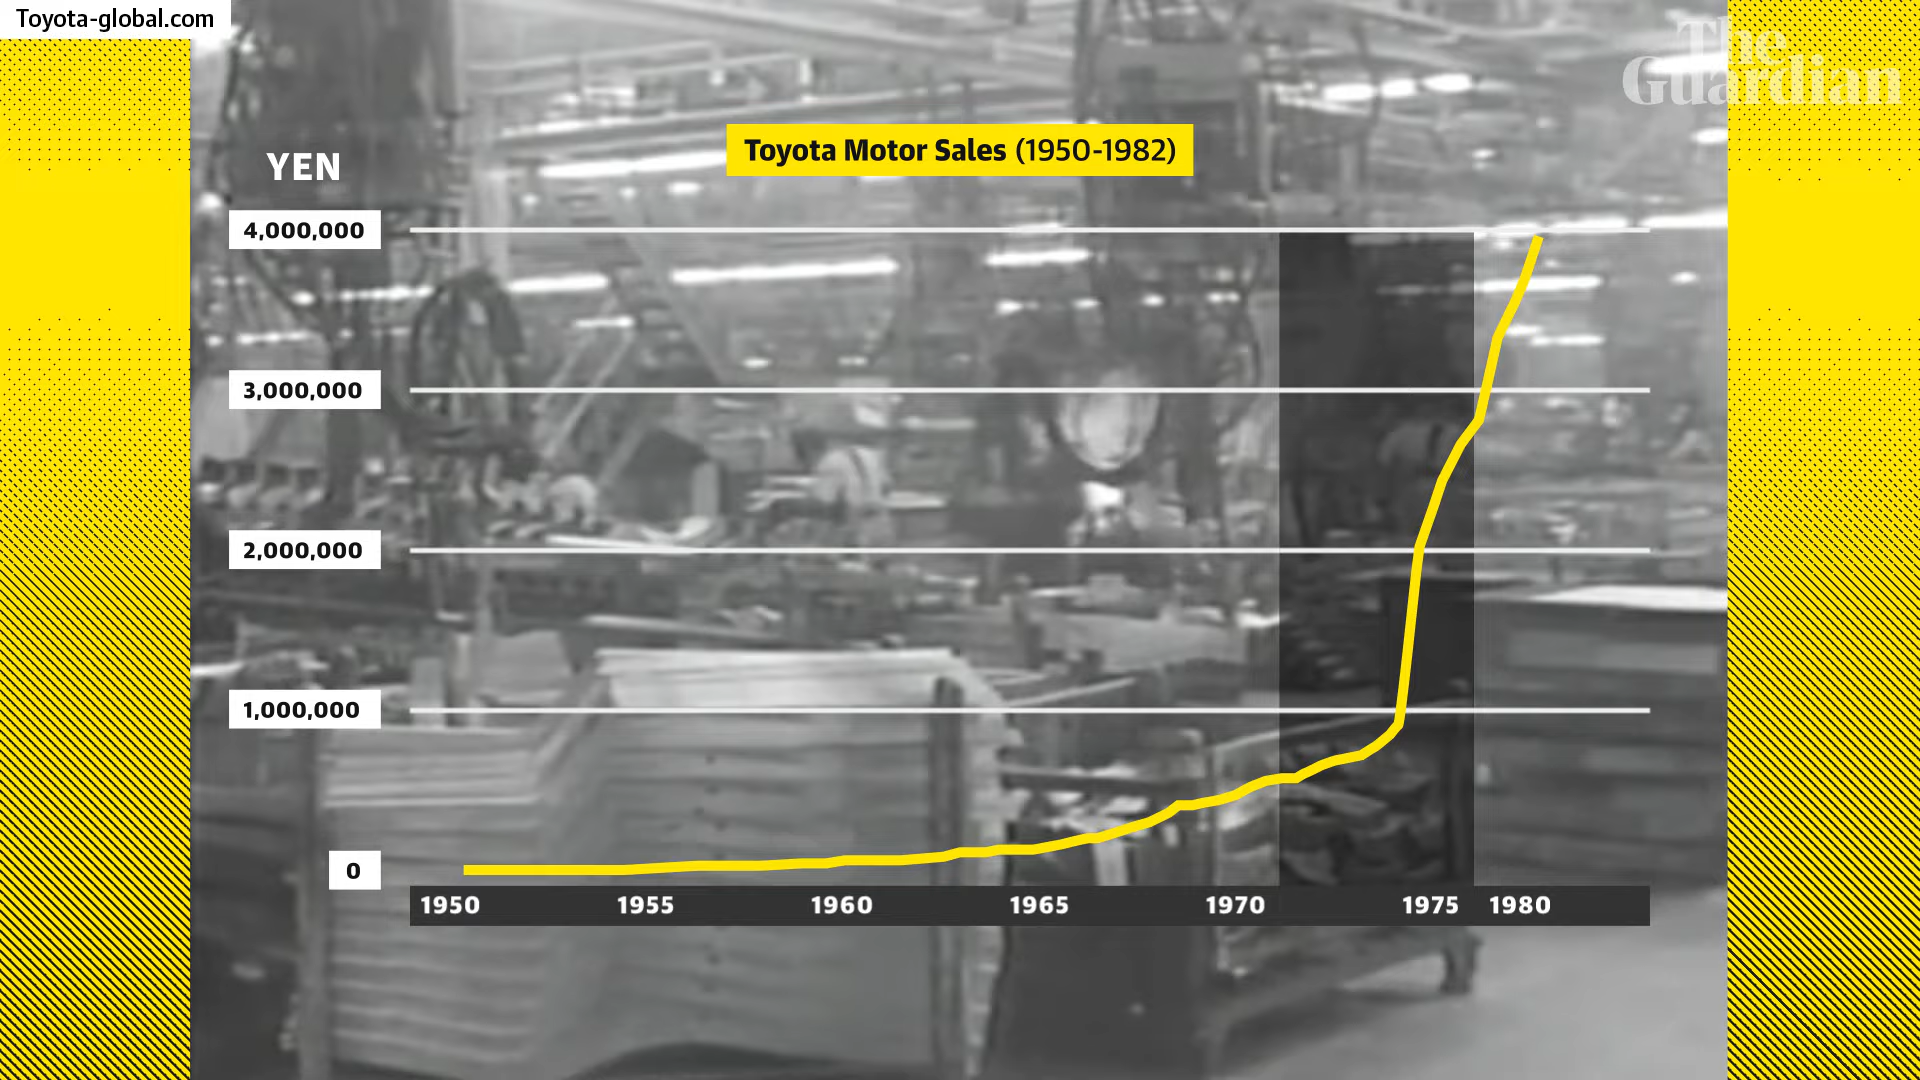 Toyota-global.com
The
Guardian
Toyota Motor Sales (1950-1982)
YEN
4,000,000
3,000,000
2,000,000
1,000,000
0
1950 1955 1960 1965 1970 1975 1980